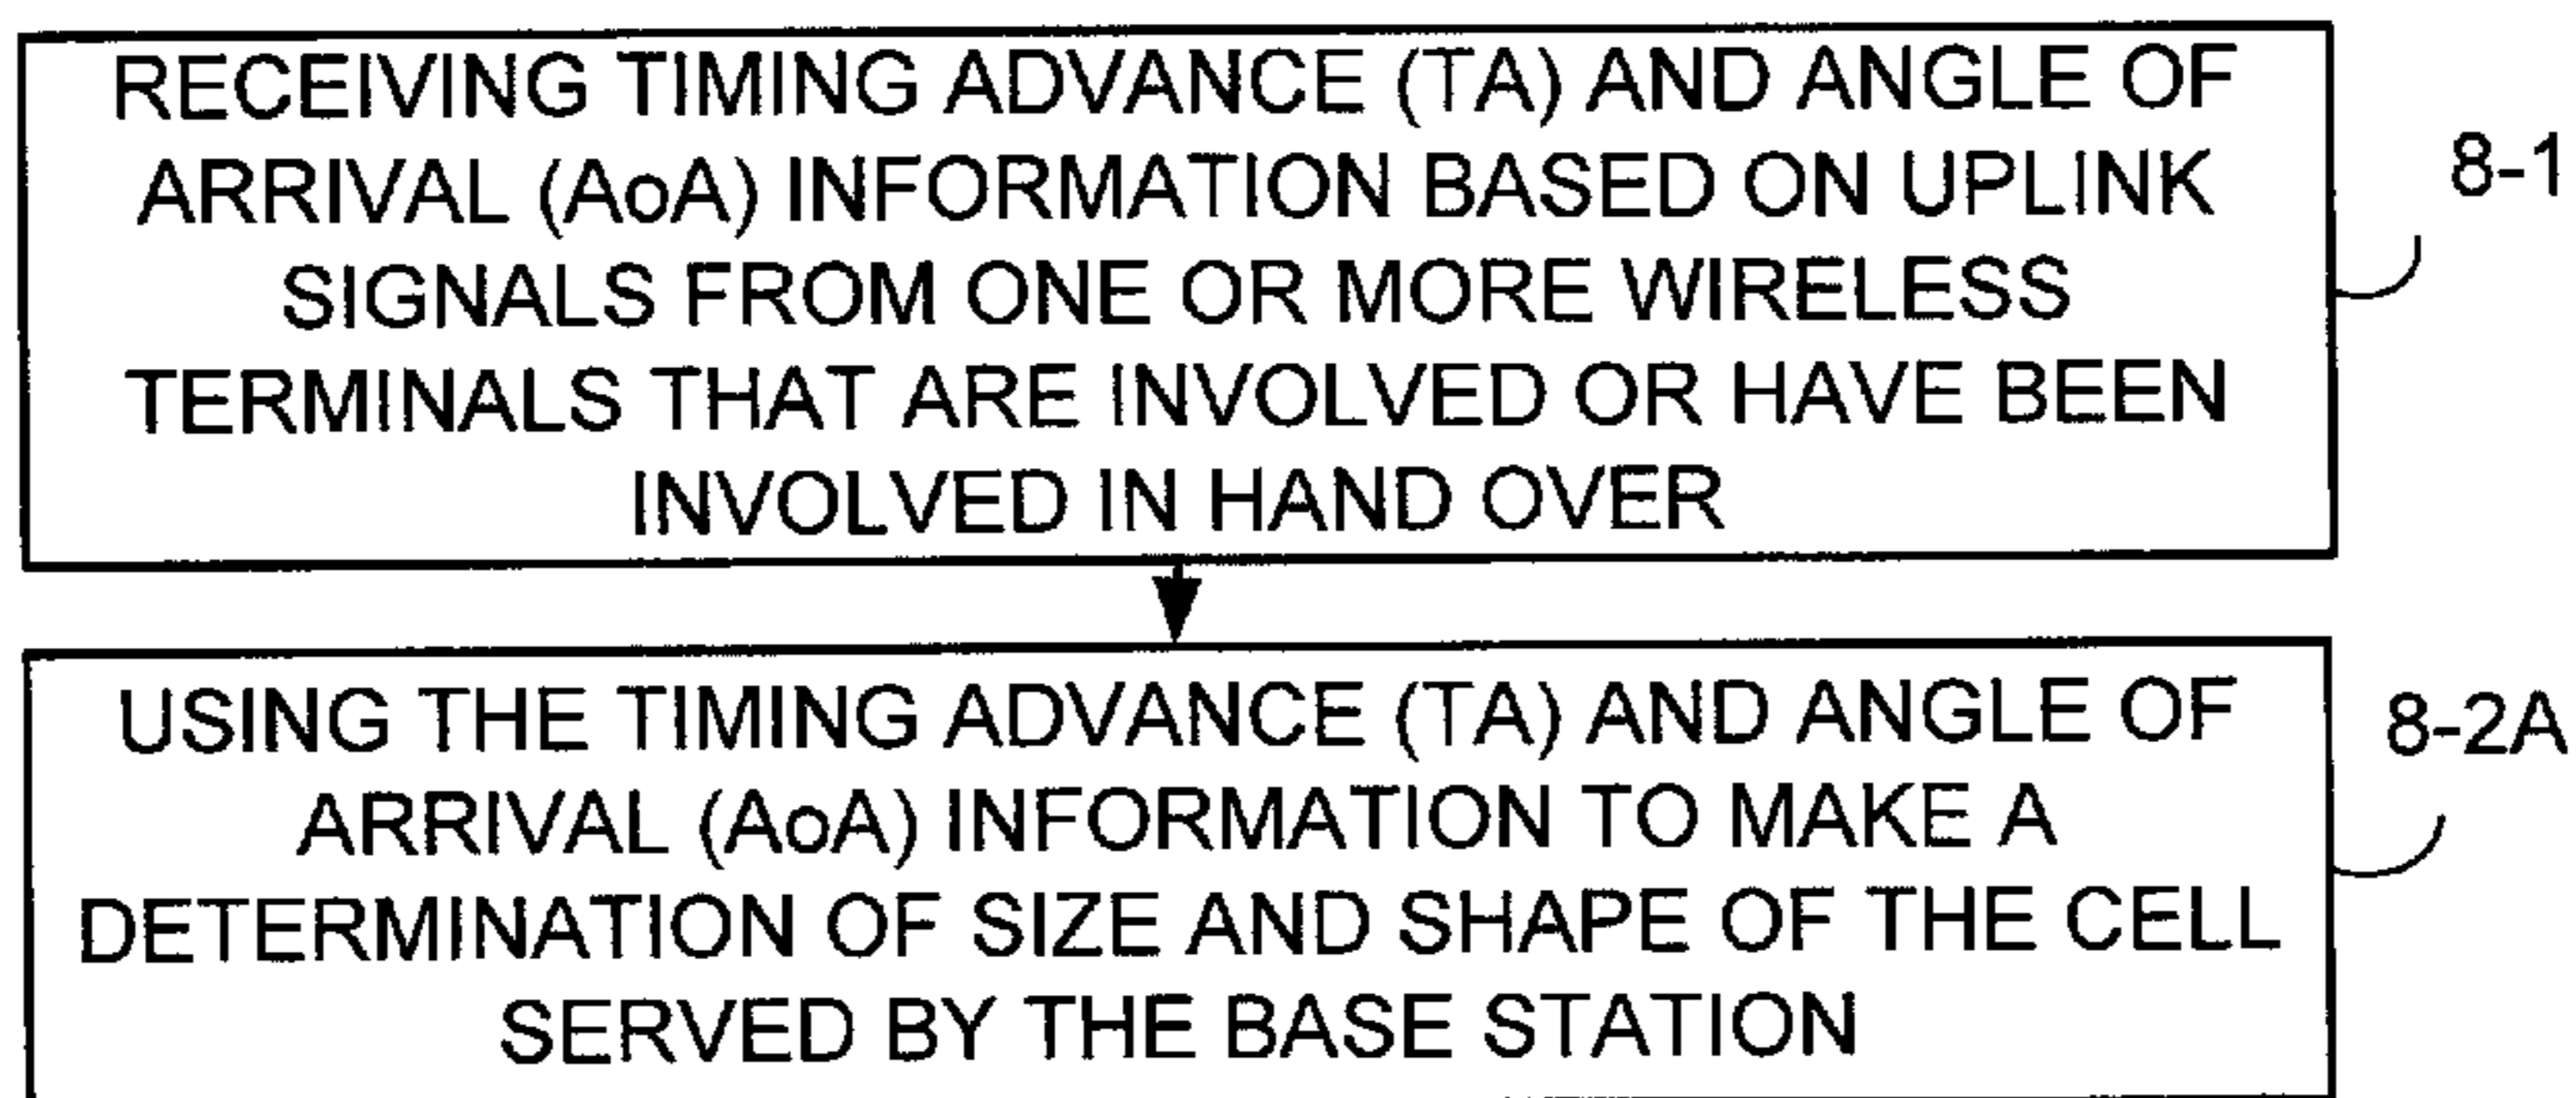 RECEIVING TIMING ADVANCE (TA) AND ANGLE OF
ARRIVAL (AoA) INFORMATION BASED ON UPLINK
SIGNALS FROM ONE OR MORE WIRELESS
TERMINALS THAT ARE INVOLVED OR HAVE BEEN
INVOLVED IN HAND OVER
8-1
USING THE TIMING ADVANCE (TA) AND ANGLE OF
ARRIVAL (AoA) INFORMATION TO MAKE A
DETERMINATION OF SIZE AND SHAPE OF THE CELL
SERVED BY THE BASE STATION
8-2A